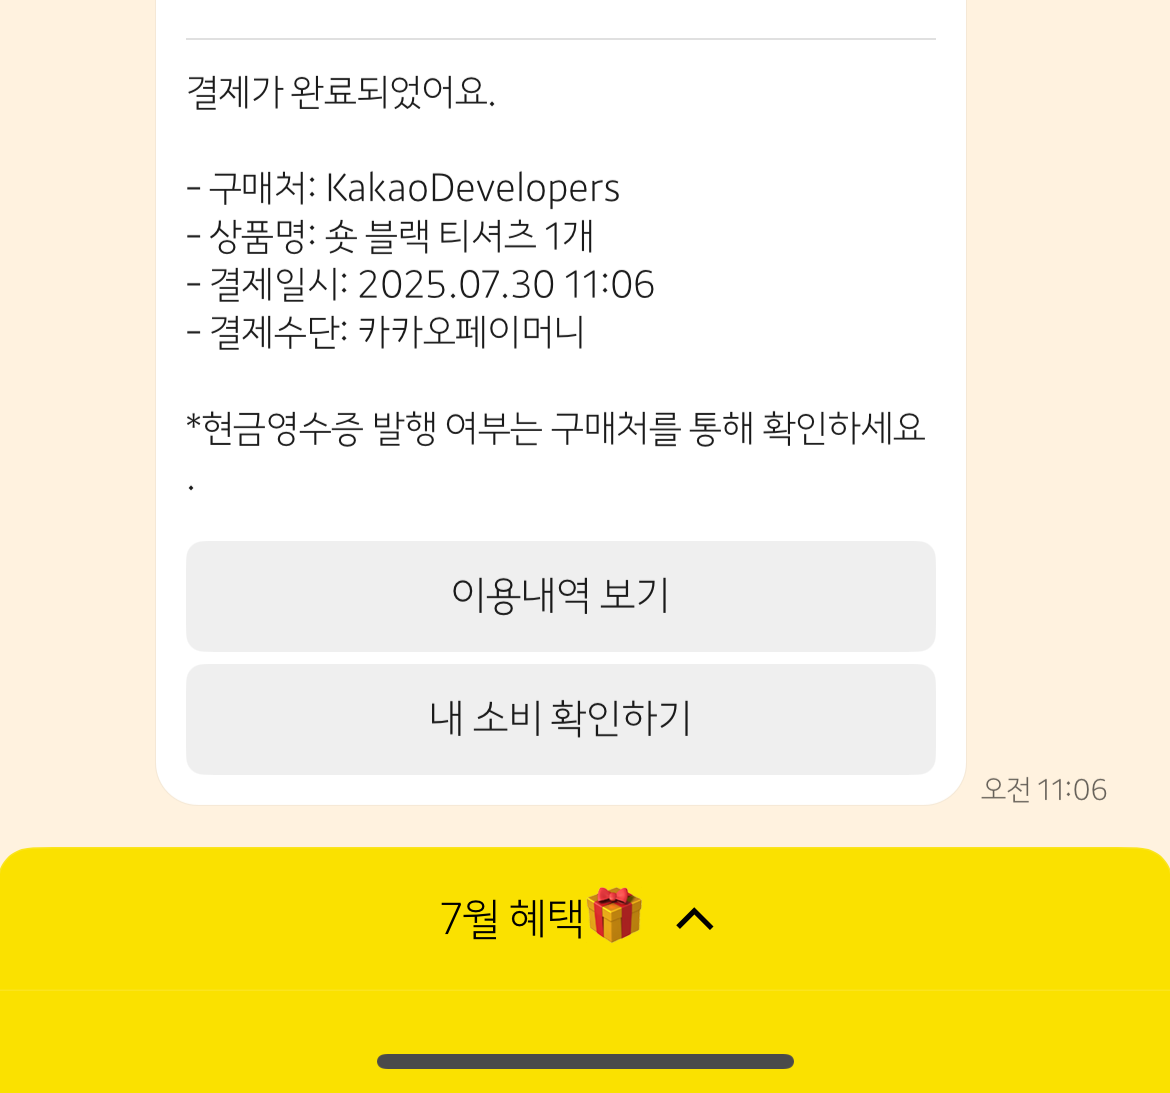 결제가 완료되었어요.
- 구매처: KakaoDevelopers
- 상품명: 숏 블랙 티셔츠 1개
- 결제일시: 2025.07.30 11:06
- 결제수단: 카카오페이머니
*현금영수증 발행 여부는 구매처를 통해 확인하세요
.
이용내역 보기
내 소비 확인하기
오전 11:06
7월 혜택🎁